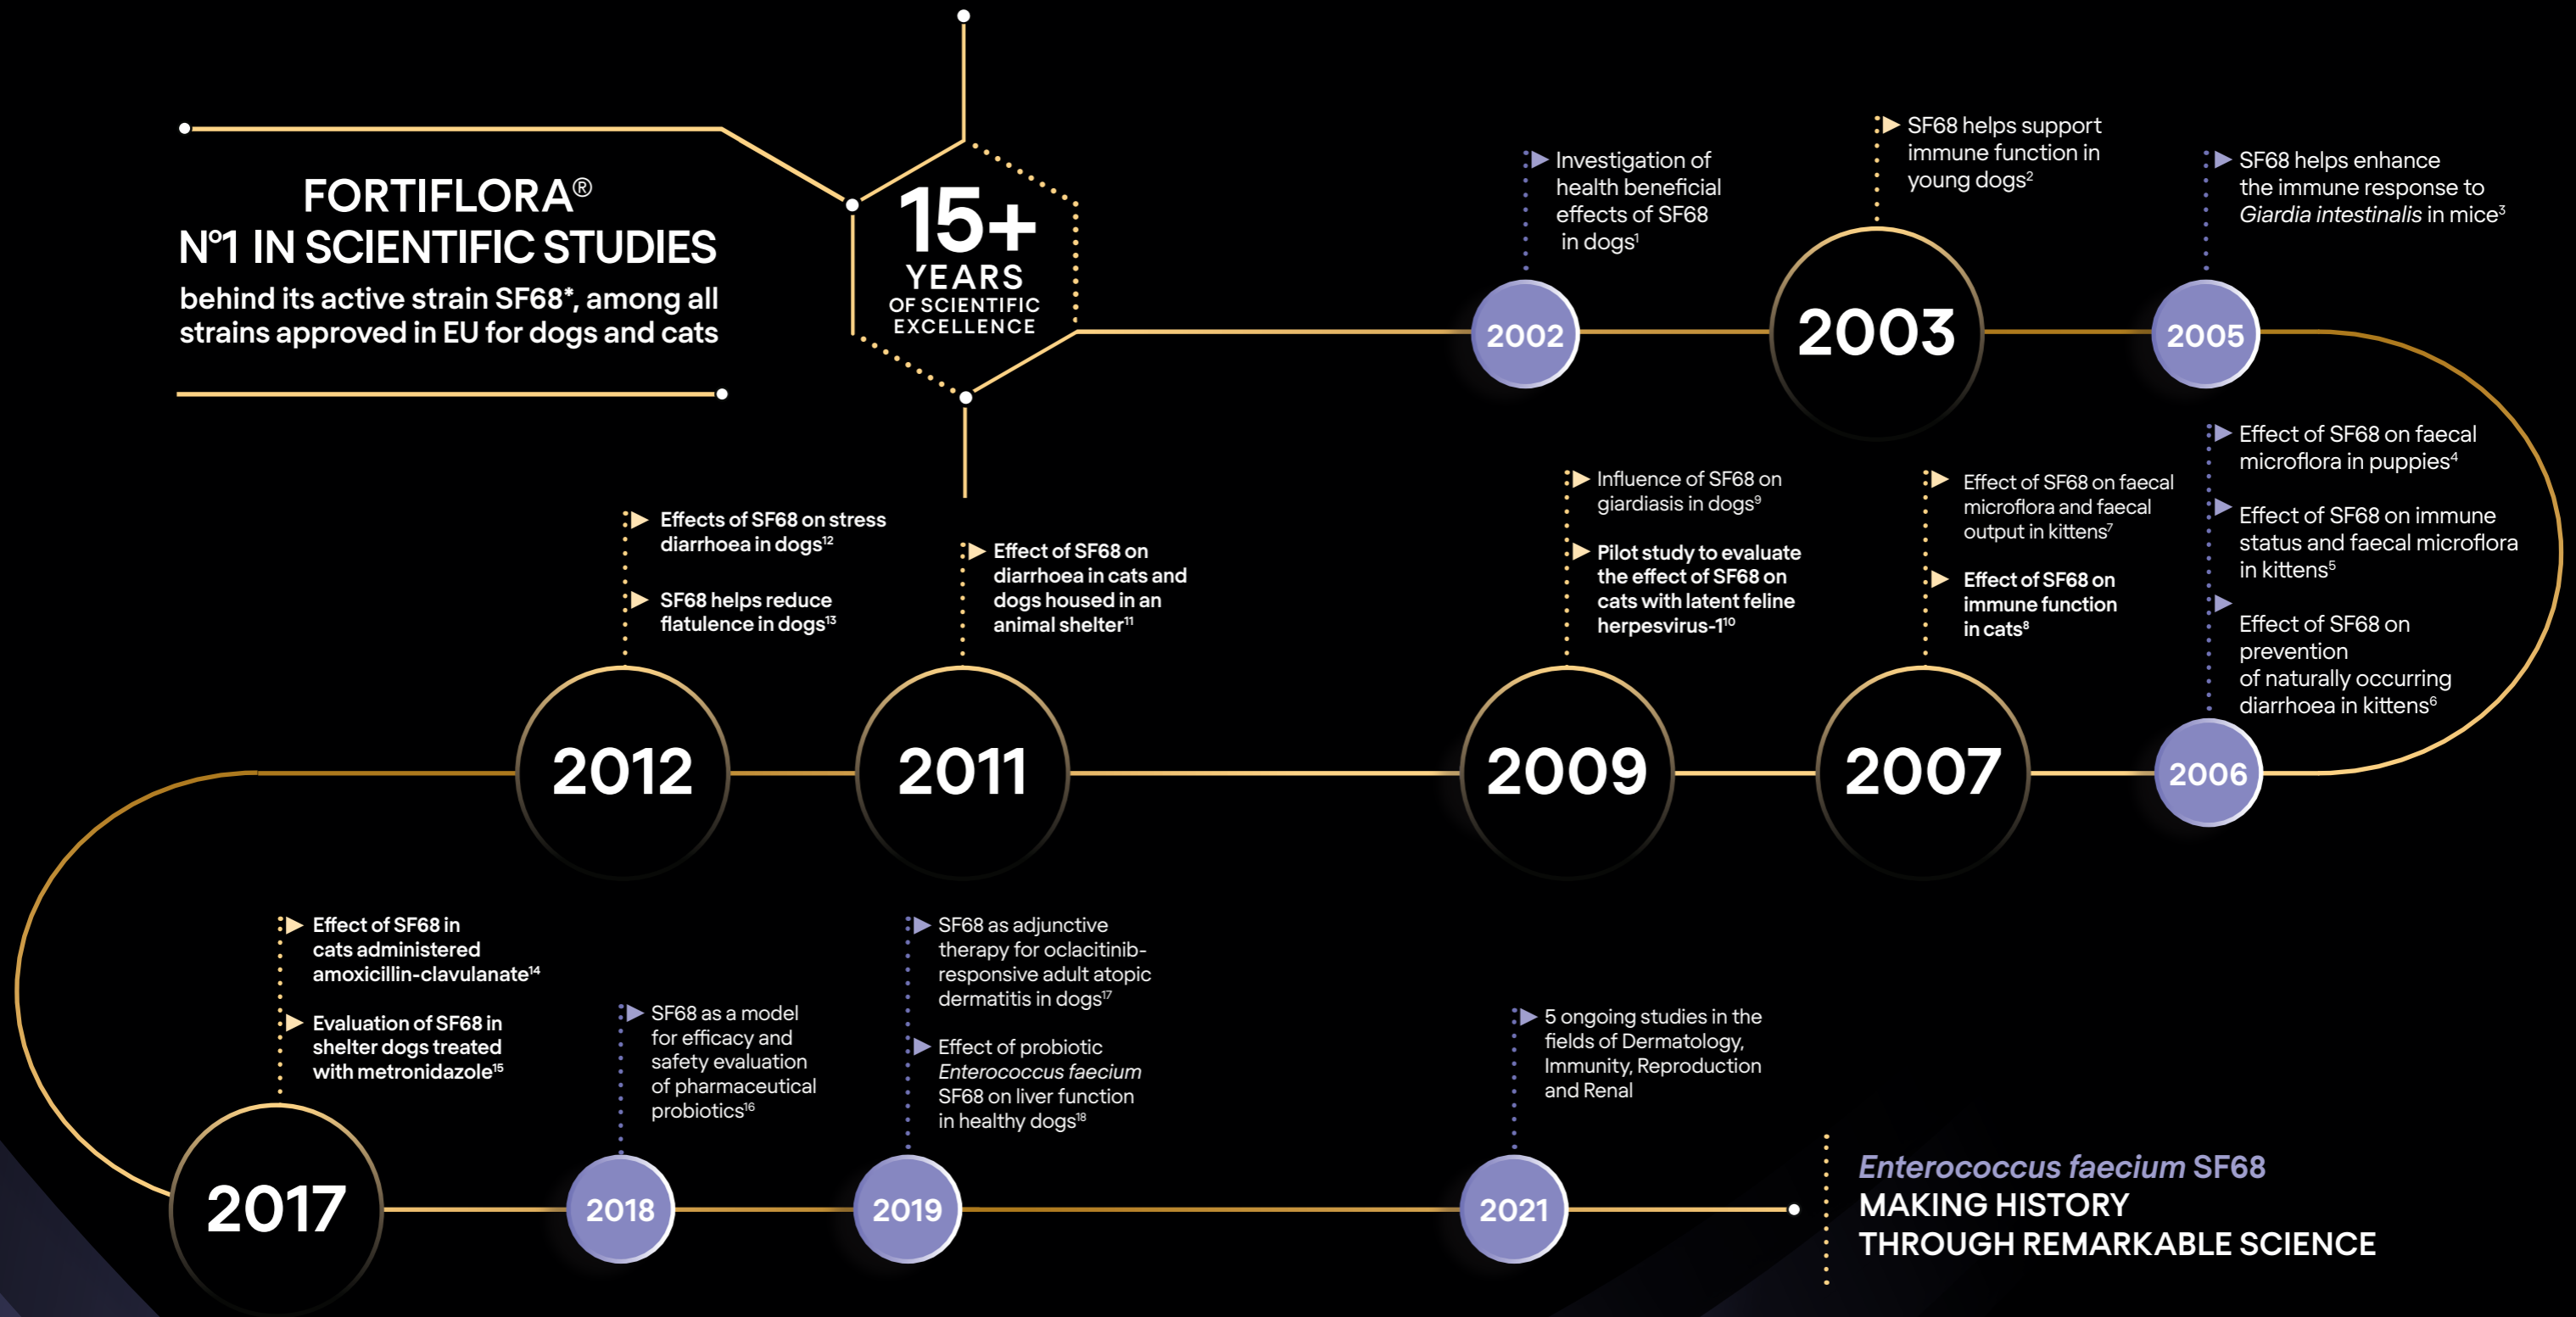 FORTIFLORA®
Nº1 IN SCIENTIFIC STUDIES
behind its active strain SF68*, among all
strains approved in EU for dogs and cats
15+
YEARS
OF SCIENTIFIC
EXCELLENCE
Investigation of
health beneficial
effects of SF68
in dogs¹
2002
SF68 helps support
immune function in
young dogs²
2003
SF68 helps enhance
the immune response to
Giardia intestinalis in mice³
2005
Effect of SF68 on faecal
microflora in puppies⁴
Effect of SF68 on immune
status and faecal microflora
in kittens⁵
Effect of SF68 on
prevention
of naturally occurring
diarrhoea in kittens⁶
2006
Effect of SF68 on faecal
microflora and faecal
output in kittens⁷
Effect of SF68 on
immune function
in cats⁸
2007
Influence of SF68 on
giardiasis in dogs⁹
Pilot study to evaluate
the effect of SF68 on
cats with latent feline
herpesvirus-1¹⁰
2009
Effect of SF68 on
diarrhoea in cats and
dogs housed in an
animal shelter¹¹
2011
Effects of SF68 on stress
diarrhoea in dogs¹²
SF68 helps reduce
flatulence in dogs¹³
2012
Effect of SF68 in
cats administered
amoxicillin-clavulanate¹⁴
Evaluation of SF68 in
shelter dogs treated
with metronidazole¹⁵
2017
SF68 as a model
for efficacy and
safety evaluation
of pharmaceutical
probiotics¹⁶
2018
SF68 as adjunctive
therapy for oclacitinib-
responsive adult atopic
dermatitis in dogs¹⁷
Effect of probiotic
Enterococcus faecium
SF68 on liver function
in healthy dogs¹⁸
2019
5 ongoing studies in the
fields of Dermatology,
Immunity, Reproduction
and Renal
2021
Enterococcus faecium SF68
MAKING HISTORY
THROUGH REMARKABLE SCIENCE